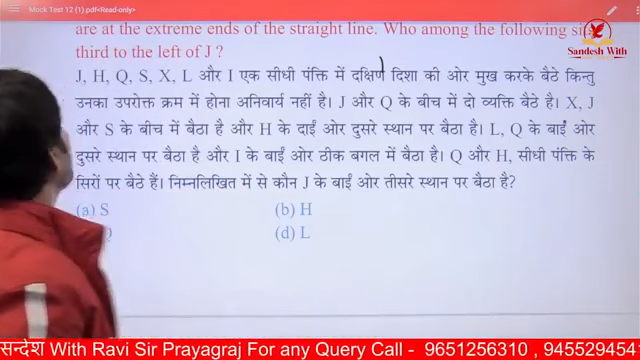 Mock Test 12 (1).pdf<Read-only>
are at the extreme ends of the straight line. Who among the following
third to the left of J ?
Sandesh With
J, H, Q, S, X, L और I एक सीधी पंक्ति में दक्षिण दिशा की ओर मुख करके बैठे किन्तु
उनका उपरोक्त क्रम में होना अनिवार्य नहीं है। J और Q के बीच में दो व्यक्ति बैठे है। X, J
और S के बीच में बैठा है और H के दाईं ओर दुसरे स्थान पर बैठा है। L, Q के बाईं ओर
दुसरे स्थान पर बैठा है और I के बाईं ओर ठीक बगल में बैठा है। Q और H, सीधी पंक्ति के
सिरों पर बैठे हैं। निम्नलिखित में से कौन J के बाईं ओर तीसरे स्थान पर बैठा है?
(a) S (b) H
Q (d) L
सन्देश With Ravi Sir Prayagraj For any Query Call - 9651256310 , 945529454